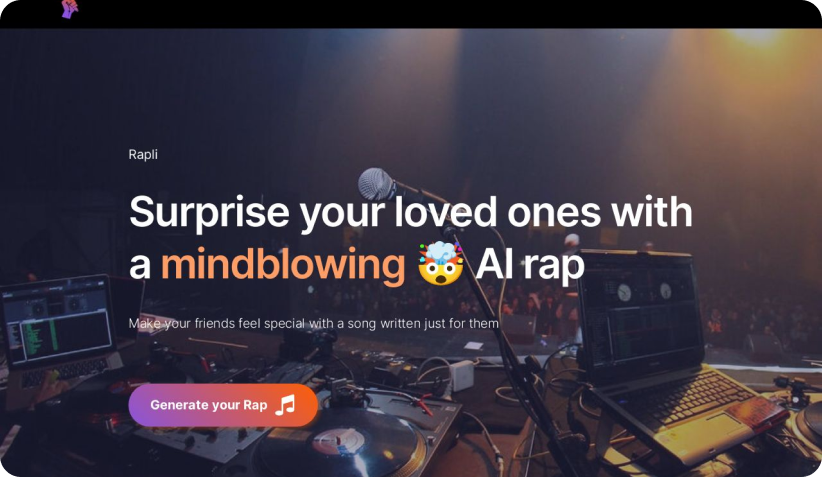 Rapli
Surprise your loved ones with
a mindblowing 🤯 AI rap
Make your friends feel special with a song written just for them
Generate your Rap